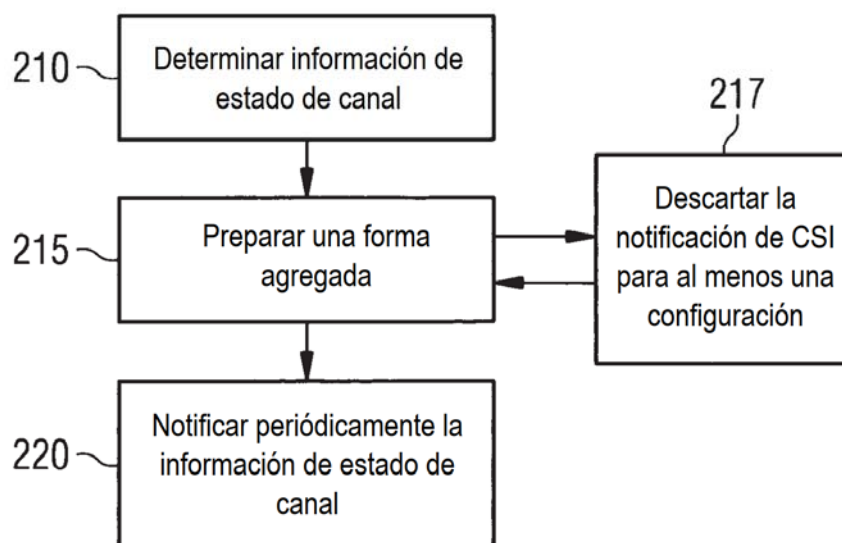 210
Determinar información de
estado de canal
217
215
Preparar una forma
agregada
Descartar la
notificación de CSI
para al menos una
configuración
220
Notificar periódicamente la
información de estado de
canal